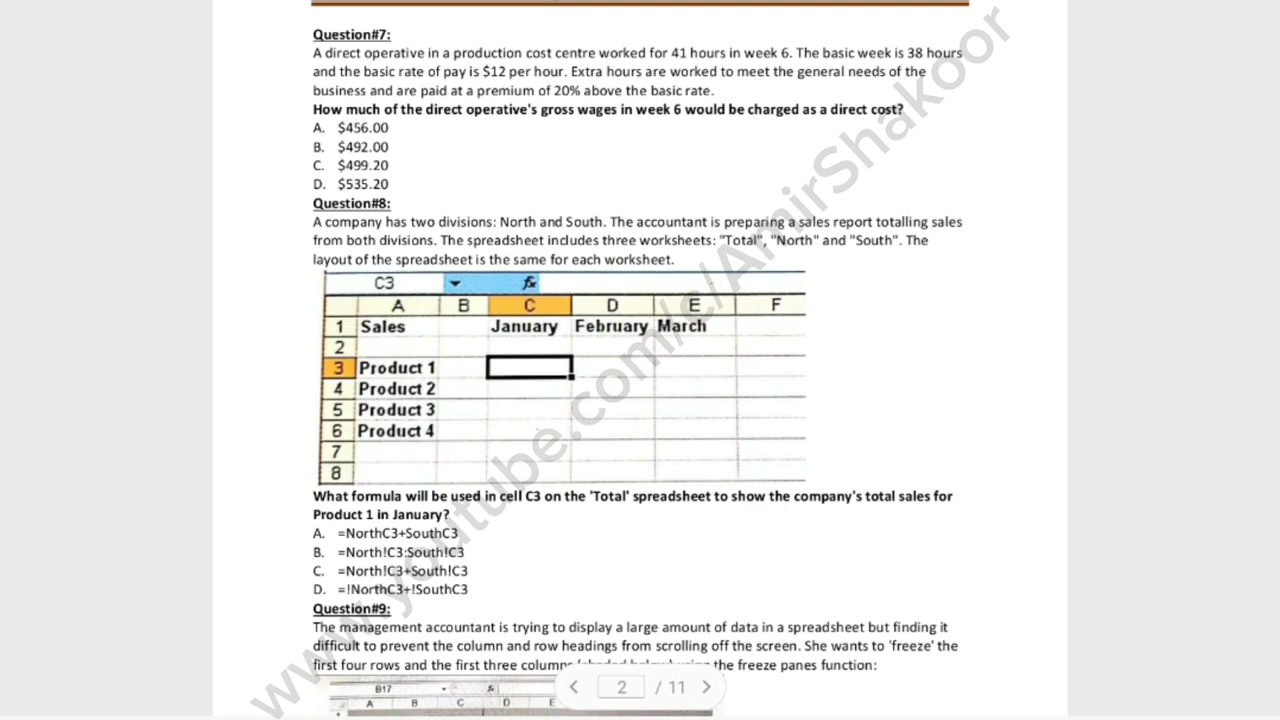 Question#7:
A direct operative in a production cost centre worked for 41 hours in week 6. The basic week is 38 hours
and the basic rate of pay is $12 per hour. Extra hours are worked to meet the general needs of the
business and are paid at a premium of 20% above the basic rate.
How much of the direct operative's gross wages in week 6 would be charged as a direct cost?
A. $456.00
B. $492.00
C. $499.20
D. $535.20
Question#8:
A company has two divisions: North and South. The accountant is preparing a sales report totalling sales
from both divisions. The spreadsheet includes three worksheets: "Total", "North" and "South". The
layout of the spreadsheet is the same for each worksheet.
C3 fx
A B C D E F
1 Sales January February March
2
3 Product 1
4 Product 2
5 Product 3
6 Product 4
7
8
What formula will be used in cell C3 on the 'Total' spreadsheet to show the company's total sales for
Product 1 in January?
A. =NorthC3+SouthC3
B. =North!C3:South!C3
C. =North!C3+South!C3
D. =!NorthC3+!SouthC3
Question#9:
The management accountant is trying to display a large amount of data in a spreadsheet but finding it
difficult to prevent the column and row headings from scrolling off the screen. She wants to 'freeze' the
first four rows and the first three the freeze panes function:
B17 fx
A B C D E
2 / 11
www.youtube.com/c/AmirShakoor